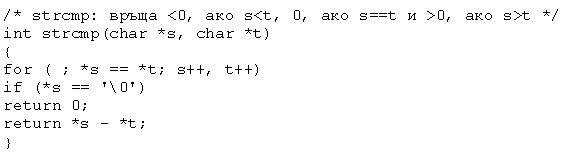 /* strcmp: връща <0, ако s<t, 0, ако s==t и >0, ако s>t */
int strcmp(char *s, char *t)
{
for ( ; *s == *t; s++, t++)
if (*s == '\0')
return 0;
return *s - *t;
}